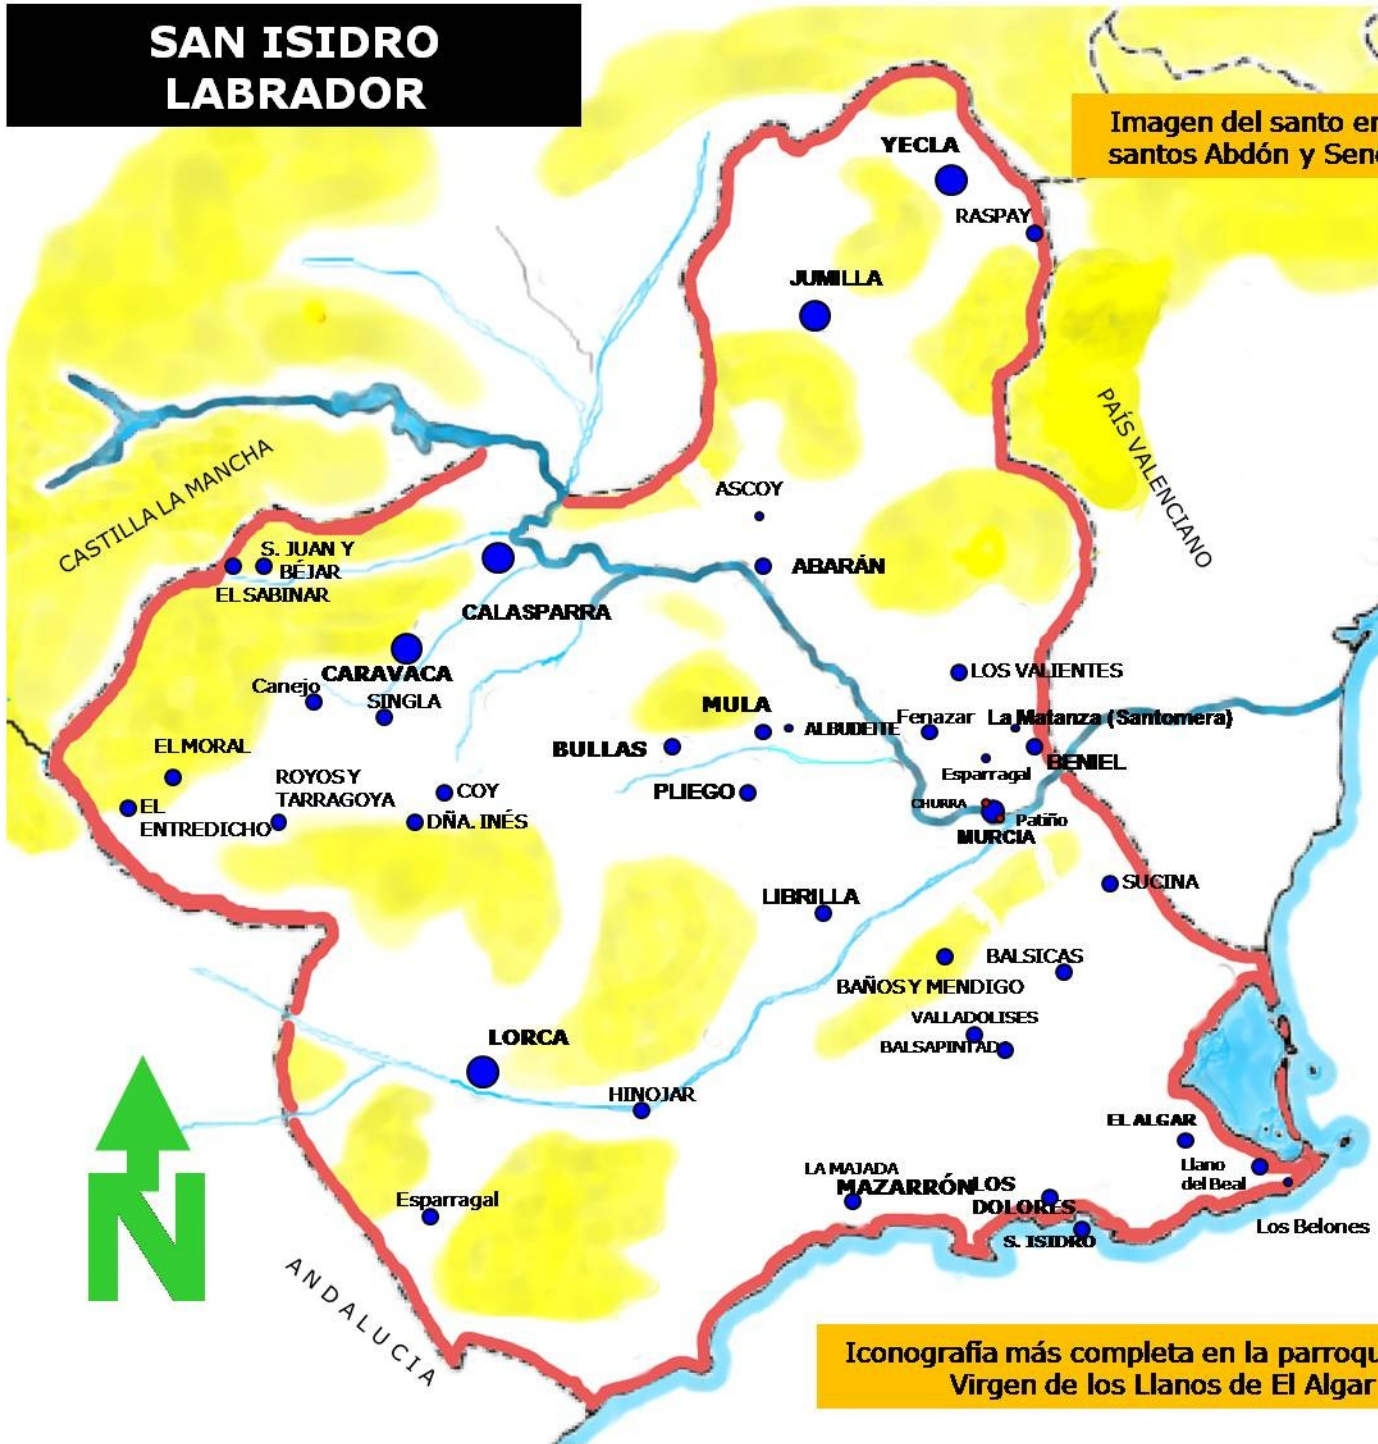 SAN ISIDRO
LABRADOR
Imagen del santo en
santos Abdón y Sene
YECLA
RASPAY
JUMILLA
PAÍS VALENCIANO
CASTILLA LA MANCHA
ASCOY
S. JUAN Y
BÉJAR
EL SABINAR
ABARÁN
CALASPARRA
CARAVACA
Canejo
SINGLA
LOS VALIENTES
MULA
ALBUDEITE
Fenazar
La Matanza (Santomera)
EL MORAL
BULLAS
BENIEL
Esparragal
ROYOS Y
TARRAGOYA
COY
PLIEGO
CHURRA
EL
ENTREDICHO
DÑA. INÉS
Patiño
MURCIA
SUCINA
LIBRILLA
BALSICAS
BAÑOS Y MENDIGO
VALLADOLISES
LORCA
BALSAPINTAD
HINOJAR
N
EL ALGAR
LA MAJADA
MAZARRÓN
LOS
DOLORES
Llano
del Beal
Esparragal
S. ISIDRO
Los Belones
ANDALUCIA
Iconografía más completa en la parroqu
Virgen de los Llanos de El Algar